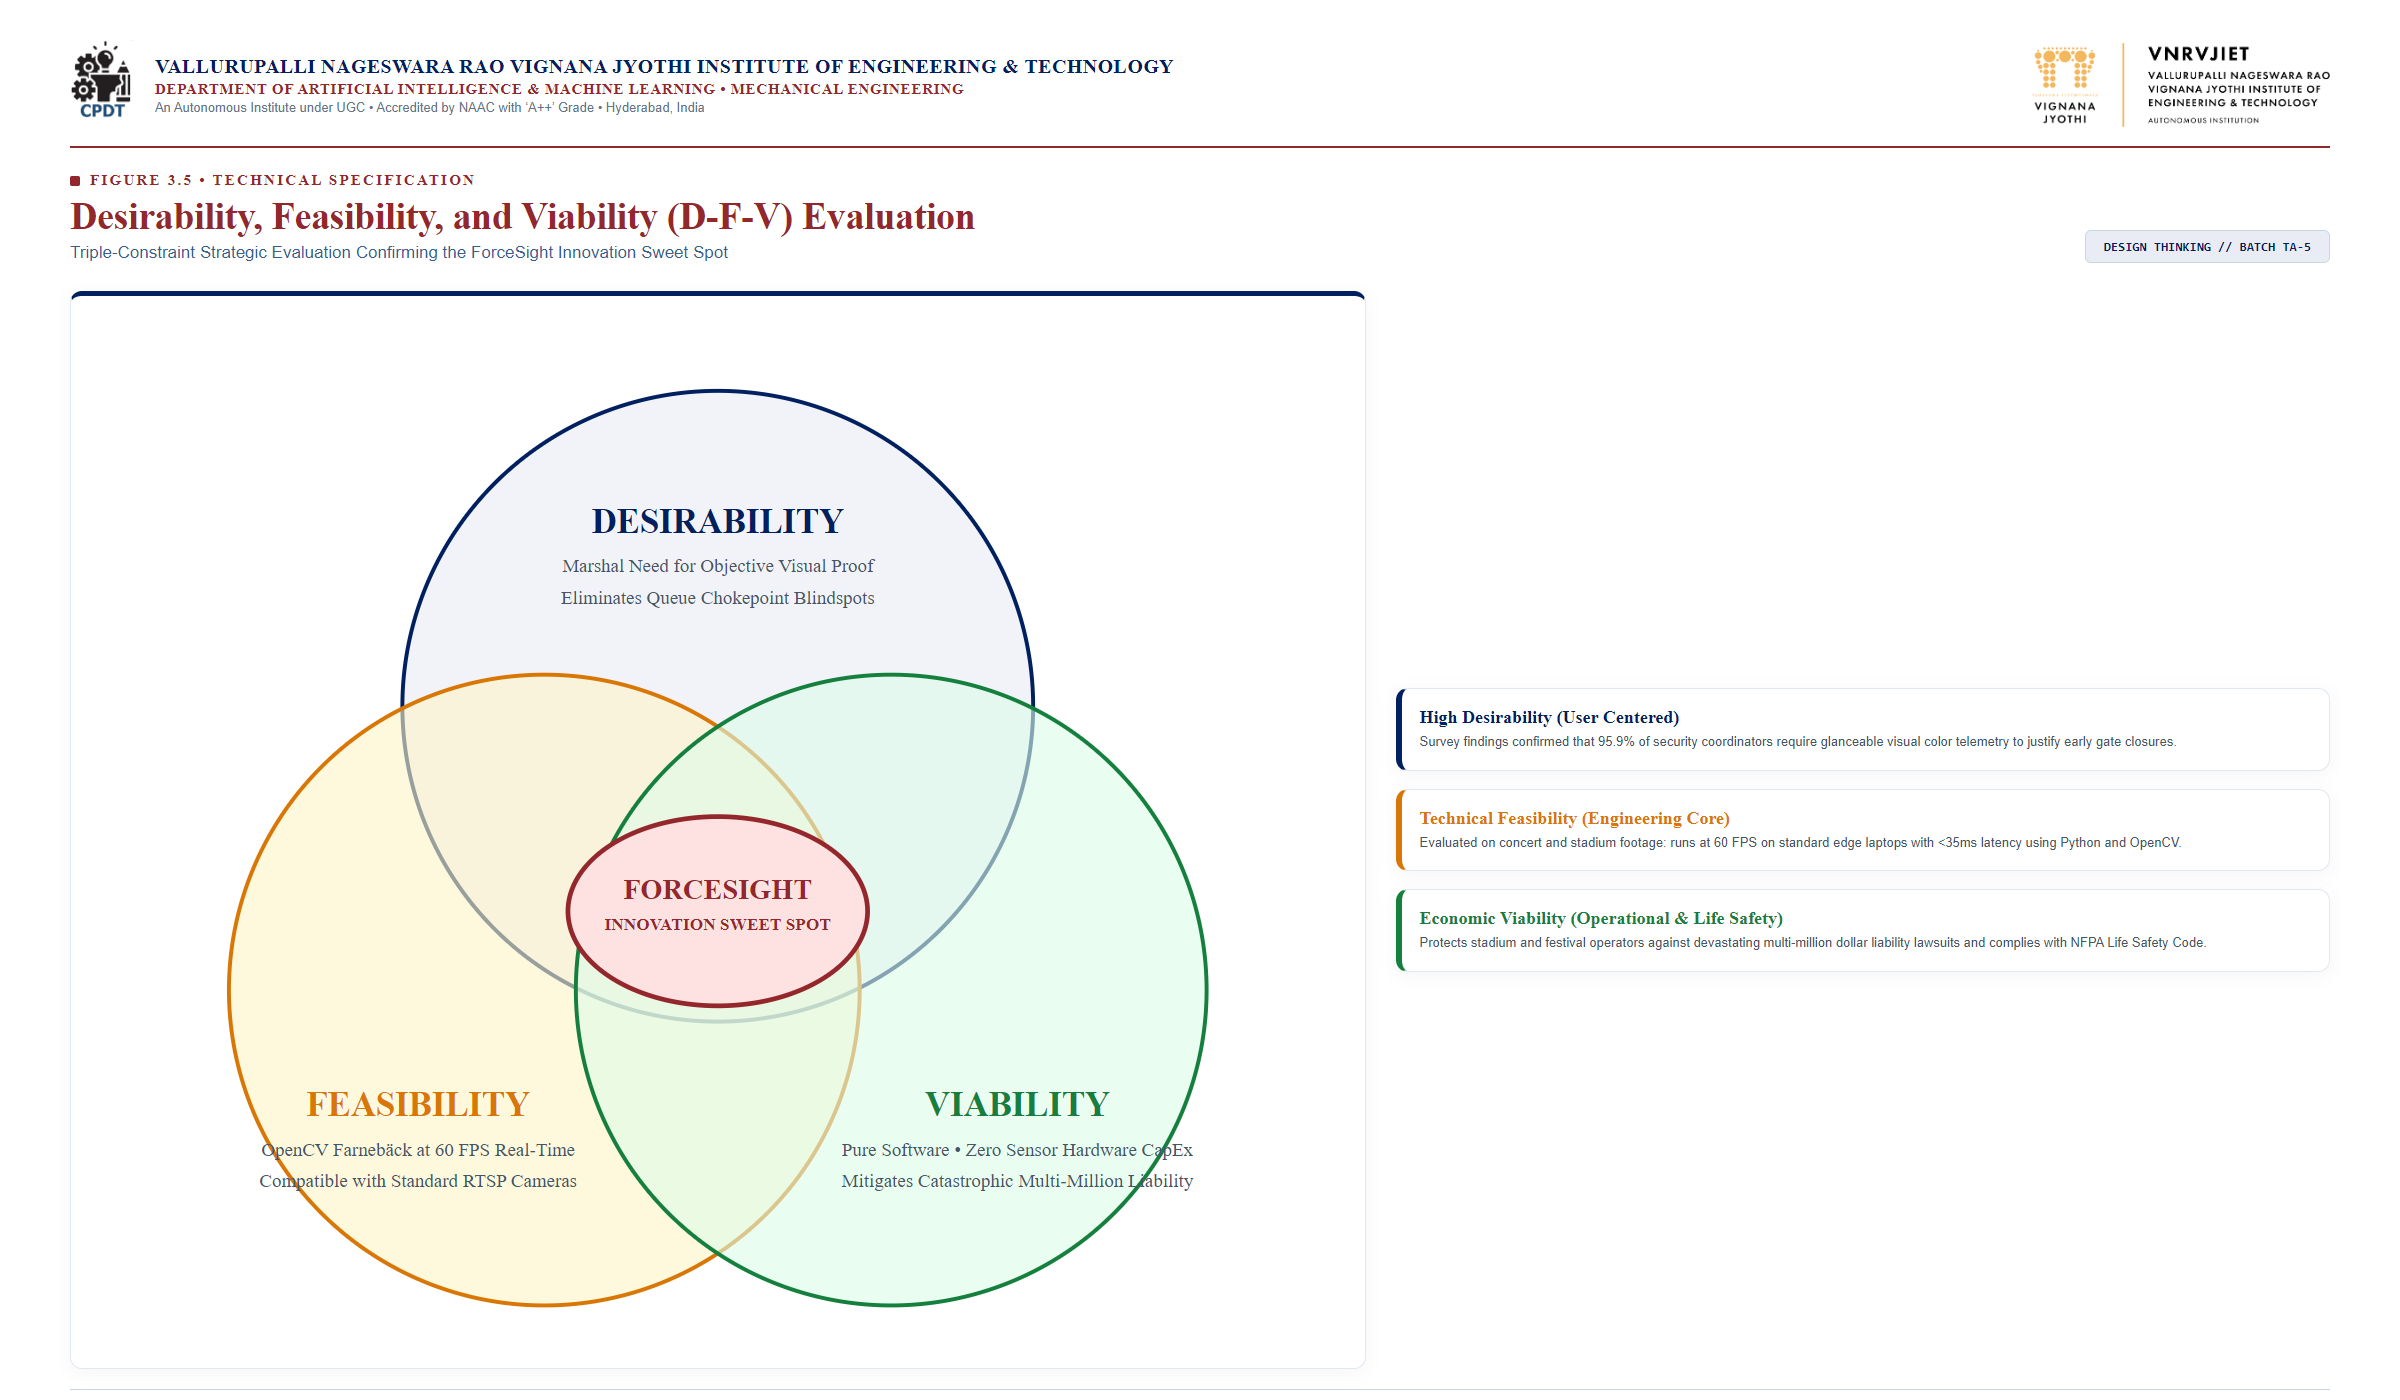 CPDT
VALLURUPALLI NAGESWARA RAO VIGNANA JYOTHI INSTITUTE OF ENGINEERING & TECHNOLOGY
DEPARTMENT OF ARTIFICIAL INTELLIGENCE & MACHINE LEARNING • MECHANICAL ENGINEERING
An Autonomous Institute under UGC • Accredited by NAAC with ‘A++’ Grade • Hyderabad, India
VIGNANA
JYOTHI
VNRVJIET
VALLURUPALLI NAGESWARA RAO
VIGNANA JYOTHI INSTITUTE OF
ENGINEERING & TECHNOLOGY
AUTONOMOUS INSTITUTION
FIGURE 3.5 • TECHNICAL SPECIFICATION
Desirability, Feasibility, and Viability (D-F-V) Evaluation
Triple-Constraint Strategic Evaluation Confirming the ForceSight Innovation Sweet Spot
DESIGN THINKING // BATCH TA-5
DESIRABILITY
Marshal Need for Objective Visual Proof
Eliminates Queue Chokepoint Blindspots
FORCESIGHT
INNOVATION SWEET SPOT
FEASIBILITY
OpenCV Farnebäck at 60 FPS Real-Time
Compatible with Standard RTSP Cameras
VIABILITY
Pure Software • Zero Sensor Hardware CapEx
Mitigates Catastrophic Multi-Million Liability
High Desirability (User Centered)
Survey findings confirmed that 95.9% of security coordinators require glanceable visual color telemetry to justify early gate closures.
Technical Feasibility (Engineering Core)
Evaluated on concert and stadium footage: runs at 60 FPS on standard edge laptops with <35ms latency using Python and OpenCV.
Economic Viability (Operational & Life Safety)
Protects stadium and festival operators against devastating multi-million dollar liability lawsuits and complies with NFPA Life Safety Code.